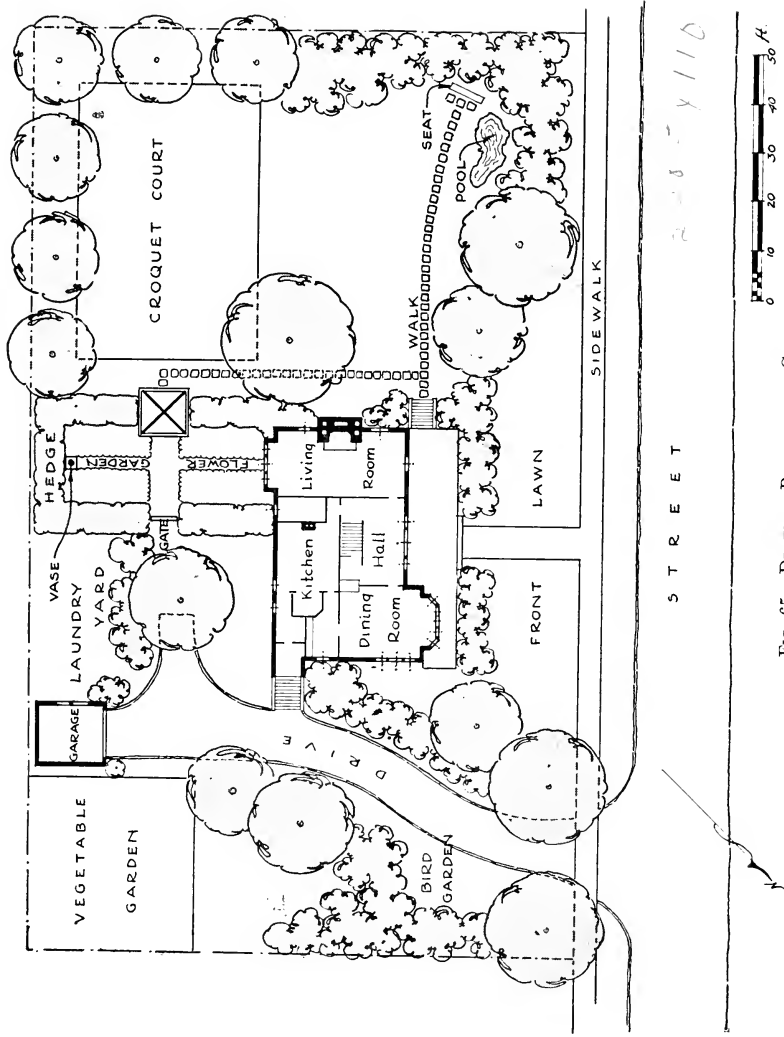 VEGETABLE
GARDEN
GARAGE
LAUNDRY
YARD
VASE
HEDGE
FLOWER GARDEN
GATE
CROQUET COURT
DRIVE
Kitchen
Living
Room
Hall
Dining
Room
BIRD
GARDEN
WALK
SEAT
POOL
FRONT
LAWN
SIDEWALK
STREET
N
0 10 20 30 40 50 ft.